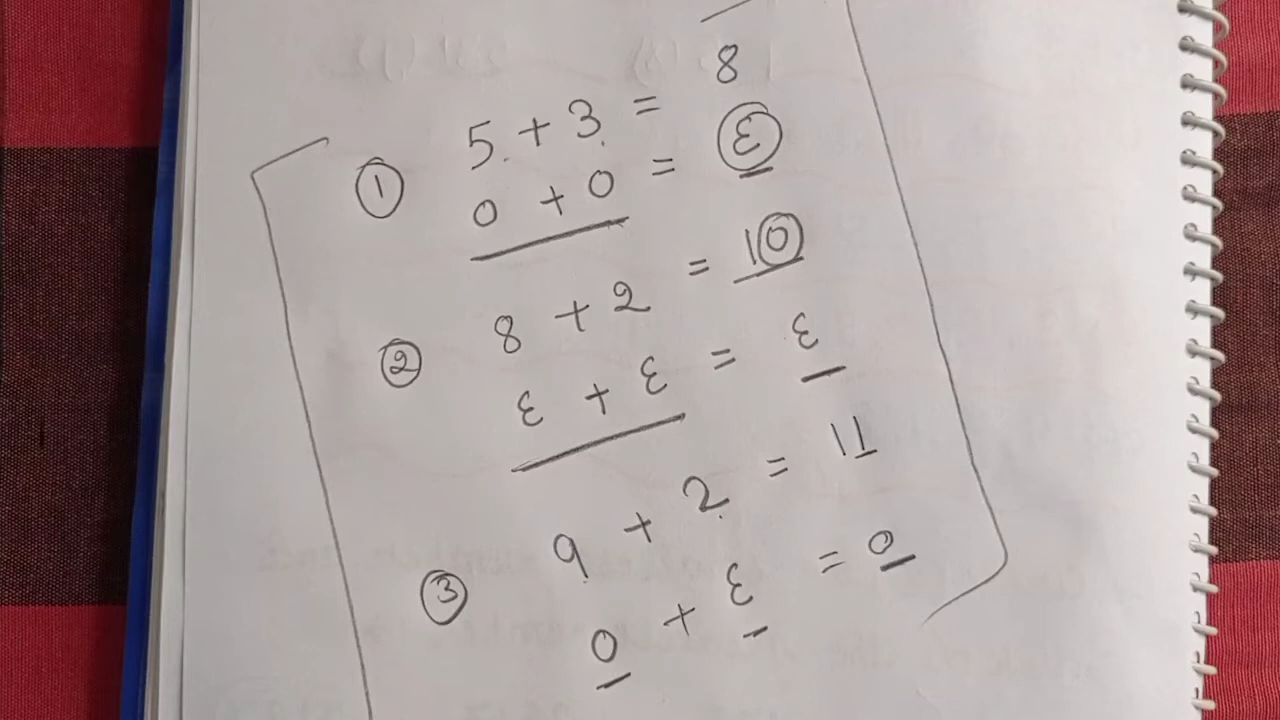 ① 5 + 3 = 8
0 + 0 = ε
② 8 + 2 = 10
ε + ε = ε
③ 9 + 2 = 11
0 + ε = 0